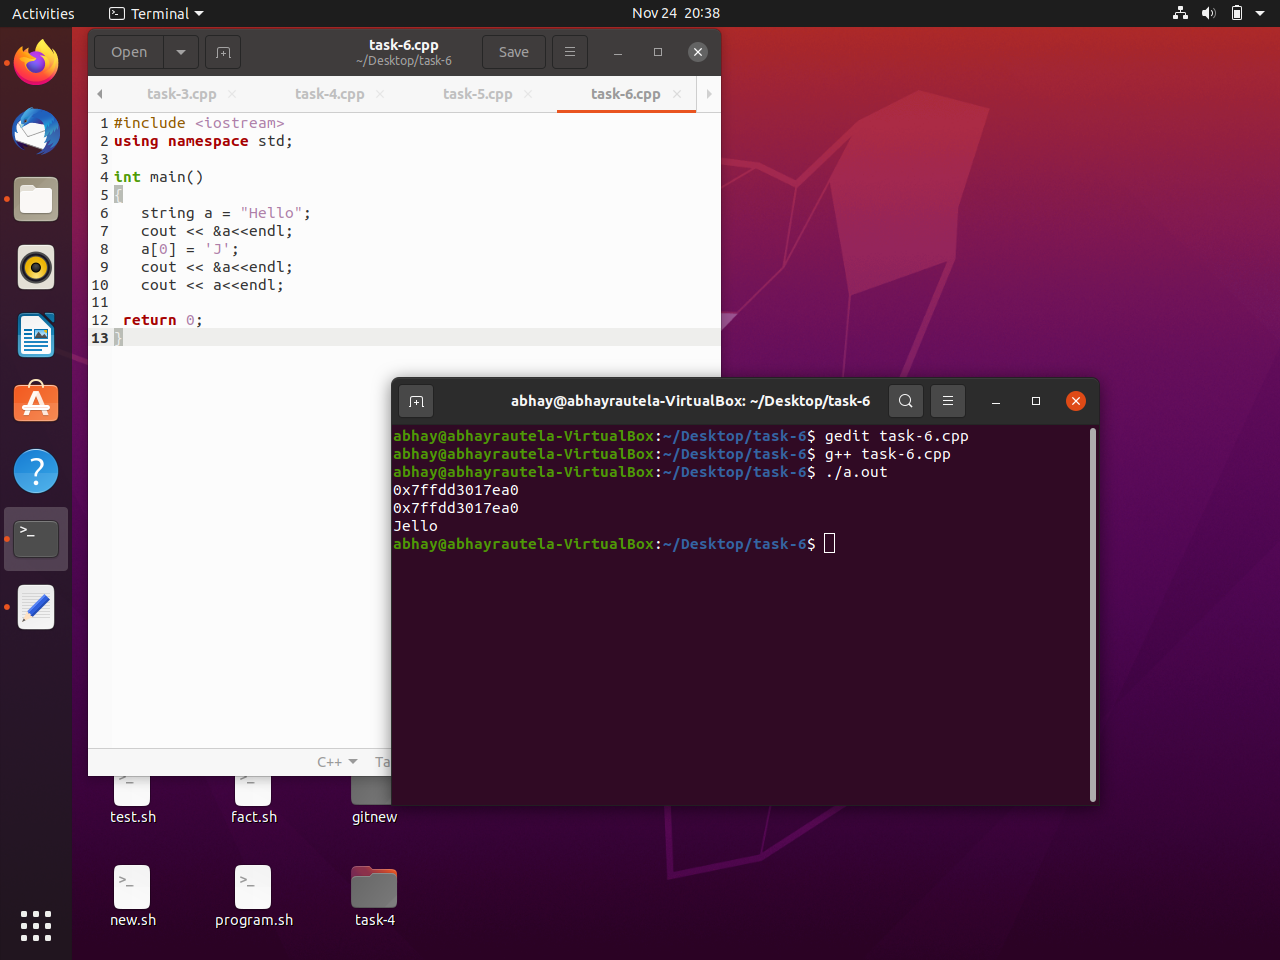 Activities
Terminal
Nov 24 20:38
Open
task-6.cpp
~/Desktop/task-6
Save
task-3.cpp
task-4.cpp
task-5.cpp
task-6.cpp
1 #include <iostream>
2 using namespace std;
3
4 int main()
5 {
6    string a = "Hello";
7    cout << &a<<endl;
8    a[0] = 'J';
9    cout << &a<<endl;
10    cout << a<<endl;
11
12  return 0;
13 }
C++
Ta
abhay@abhayrautela-VirtualBox: ~/Desktop/task-6
abhay@abhayrautela-VirtualBox:~/Desktop/task-6$ gedit task-6.cpp
abhay@abhayrautela-VirtualBox:~/Desktop/task-6$ g++ task-6.cpp
abhay@abhayrautela-VirtualBox:~/Desktop/task-6$ ./a.out
0x7ffdd3017ea0
0x7ffdd3017ea0
Jello
abhay@abhayrautela-VirtualBox:~/Desktop/task-6$
test.sh
fact.sh
gitnew
new.sh
program.sh
task-4